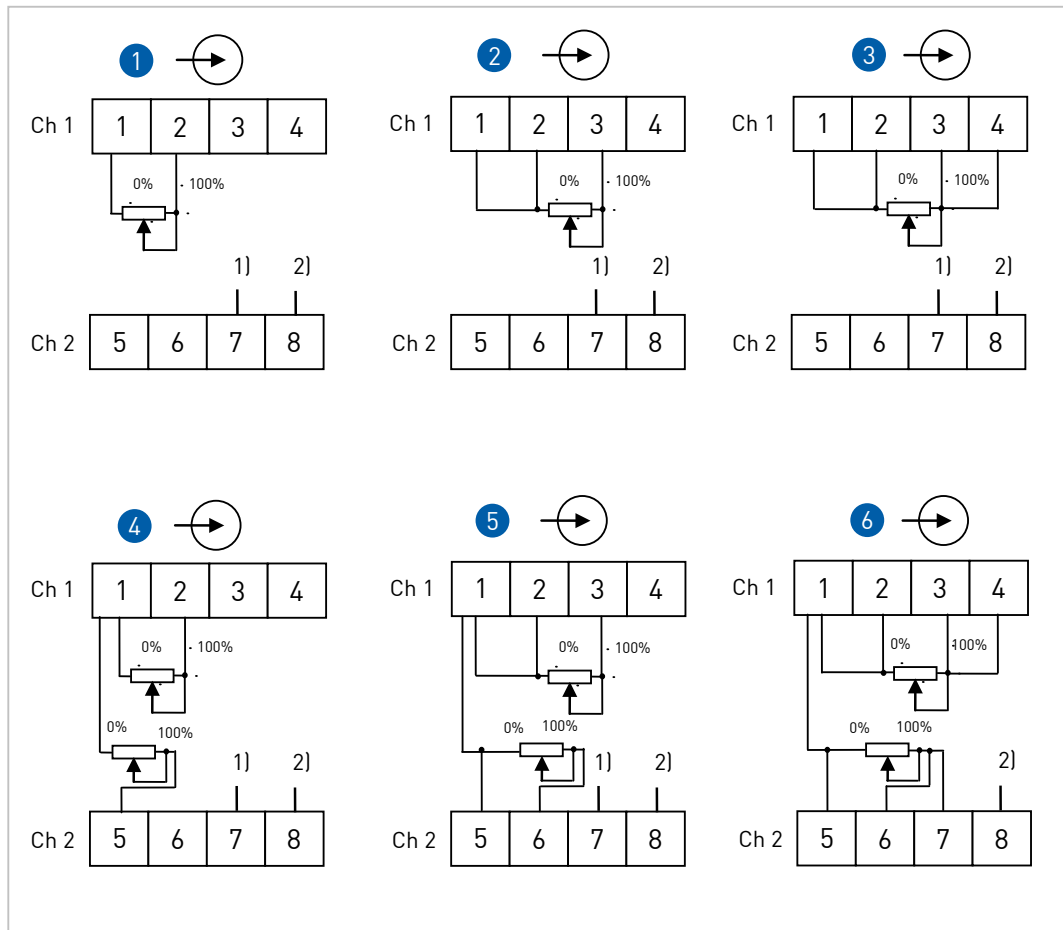 1 2 3
Ch 1 1 2 3 4 Ch 1 1 2 3 4 Ch 1 1 2 3 4
0% 100% 0% 100% 0% 100%
1) 2) 1) 2) 1) 2)
Ch 2 5 6 7 8 Ch 2 5 6 7 8 Ch 2 5 6 7 8
4 5 6
Ch 1 1 2 3 4 Ch 1 1 2 3 4 Ch 1 1 2 3 4
0% 100% 0% 100% 0% 100%
0% 100% 0% 100% 0% 100%
1) 2) 1) 2) 2)
Ch 2 5 6 7 8 Ch 2 5 6 7 8 Ch 2 5 6 7 8